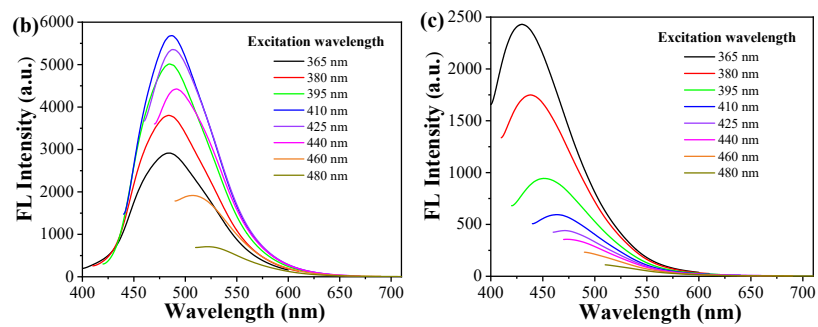 (b)
FL Intensity (a.u.)
6000
5000
4000
3000
2000
1000
0
400 450 500 550 600 650 700
Wavelength (nm)
Excitation wavelength
365 nm
380 nm
395 nm
410 nm
425 nm
440 nm
460 nm
480 nm
(c)
FL Intensity (a.u.)
2500
2000
1500
1000
500
0
400 450 500 550 600 650 700
Wavelength (nm)
Excitation wavelength
365 nm
380 nm
395 nm
410 nm
425 nm
440 nm
460 nm
480 nm